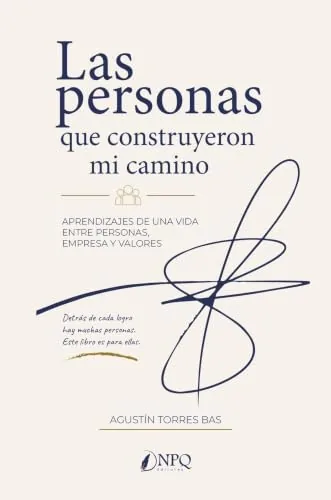 Las
personas
que construyeron
mi camino
APRENDIZAJES DE UNA VIDA
ENTRE PERSONAS,
EMPRESA Y VALORES
Detrás de cada logro
hay muchas personas.
Este libro es para ellas.
AGUSTÍN TORRES BAS
NPQ
Editores